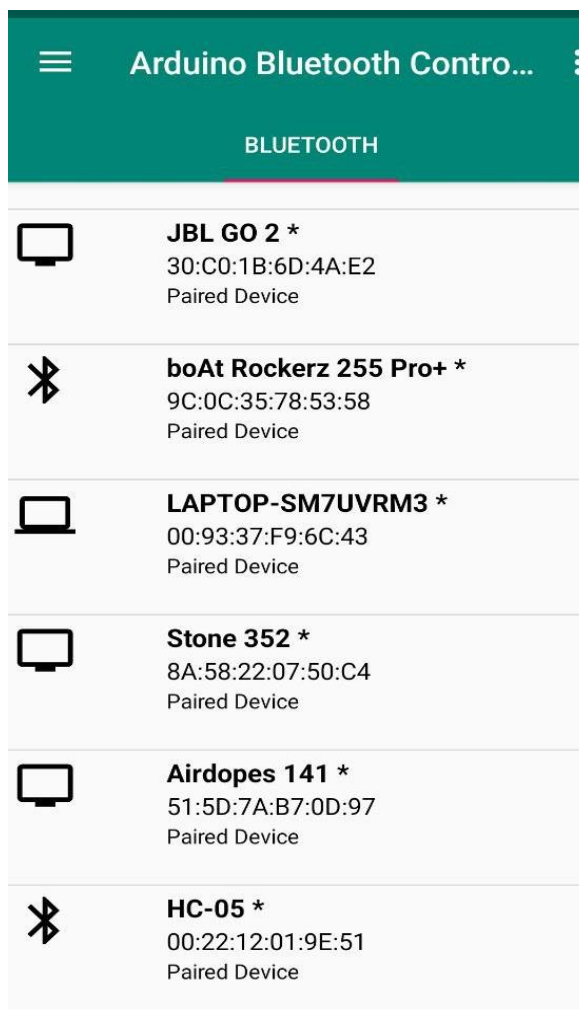 Arduino Bluetooth Contro...
BLUETOOTH
JBL GO 2 *
30:C0:1B:6D:4A:E2
Paired Device
boAt Rockerz 255 Pro+ *
9C:0C:35:78:53:58
Paired Device
LAPTOP-SM7UVRM3 *
00:93:37:F9:6C:43
Paired Device
Stone 352 *
8A:58:22:07:50:C4
Paired Device
Airdopes 141 *
51:5D:7A:B7:0D:97
Paired Device
HC-05 *
00:22:12:01:9E:51
Paired Device